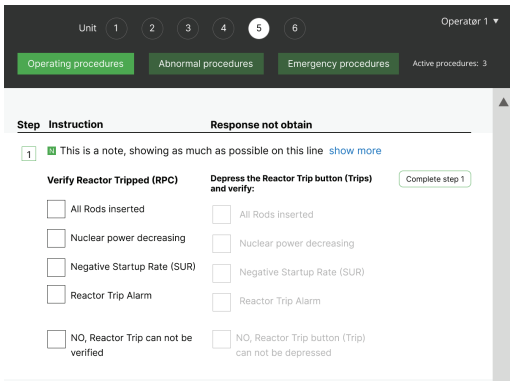 Unit 1 2 3 4 5 6 Operatør 1 ▼
Operating procedures Abnormal procedures Emergency procedures Active procedures: 3
Step Instruction Response not obtain
1 N This is a note, showing as much as possible on this line show more
Verify Reactor Tripped (RPC)
Depress the Reactor Trip button (Trips)
and verify:
Complete step 1
All Rods inserted
All Rods inserted
Nuclear power decreasing
Nuclear power decreasing
Negative Startup Rate (SUR)
Negative Startup Rate (SUR)
Reactor Trip Alarm
Reactor Trip Alarm
NO, Reactor Trip can not be
verified
NO, Reactor Trip button (Trip)
can not be depressed